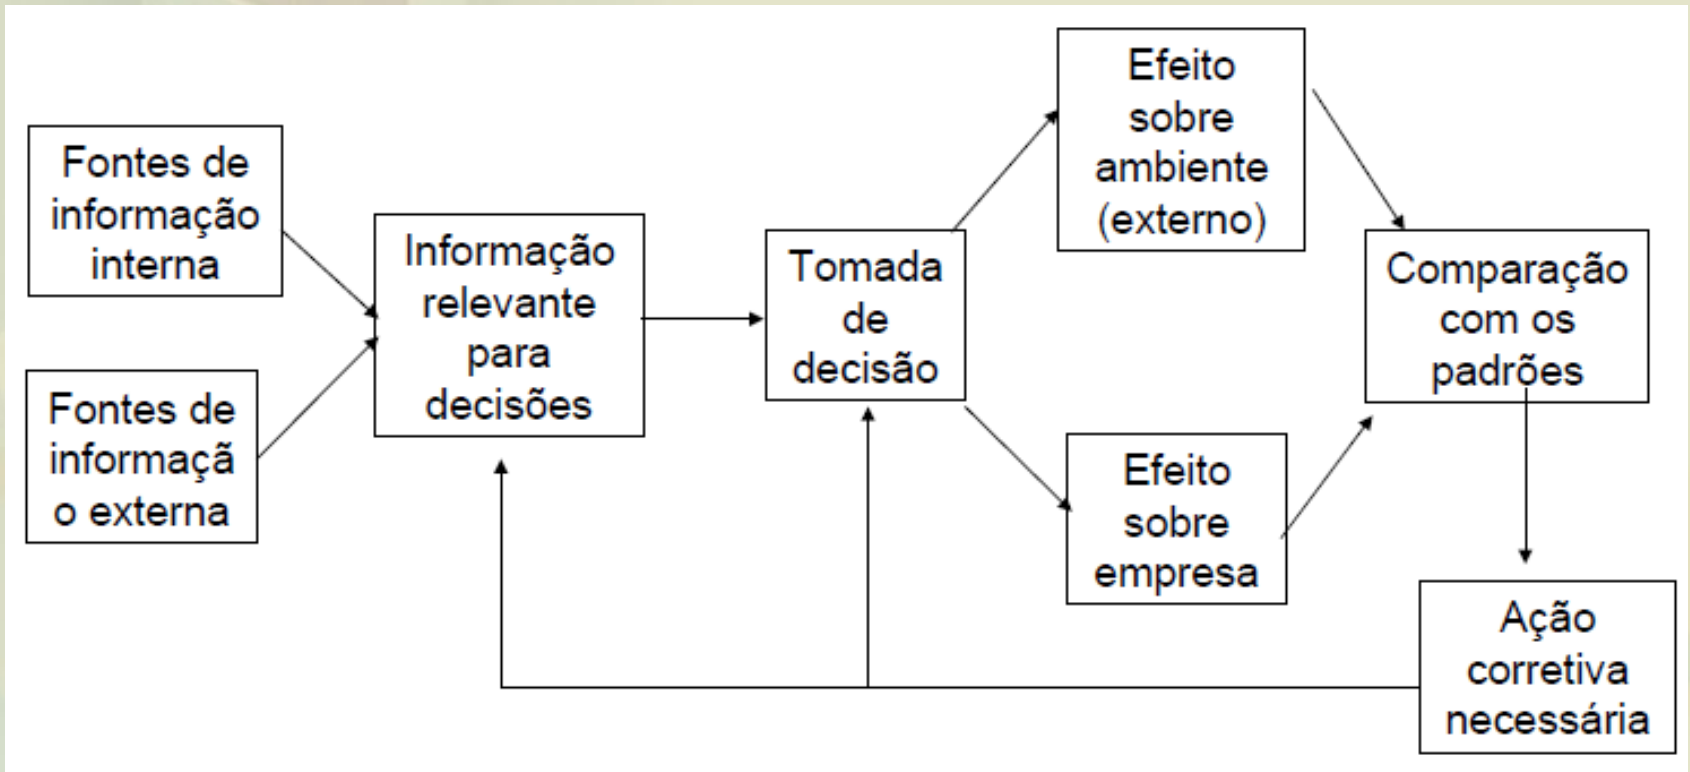 Fontes de
informação
interna
Fontes de
informaçã
o externa
Informação
relevante
para
decisões
Tomada
de
decisão
Efeito
sobre
ambiente
(externo)
Efeito
sobre
empresa
Comparação
com os
padrões
Ação
corretiva
necessária